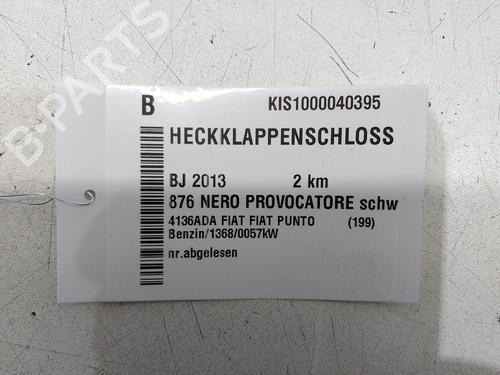 B-PARTS
B KIS1000040395
HECKKLAPPENSCHLOSS
BJ 2013 2 km
876 NERO PROVOCATORE schw
4136ADA FIAT FIAT PUNTO (199)
Benzin/1368/0057kW
nr.abgelesen